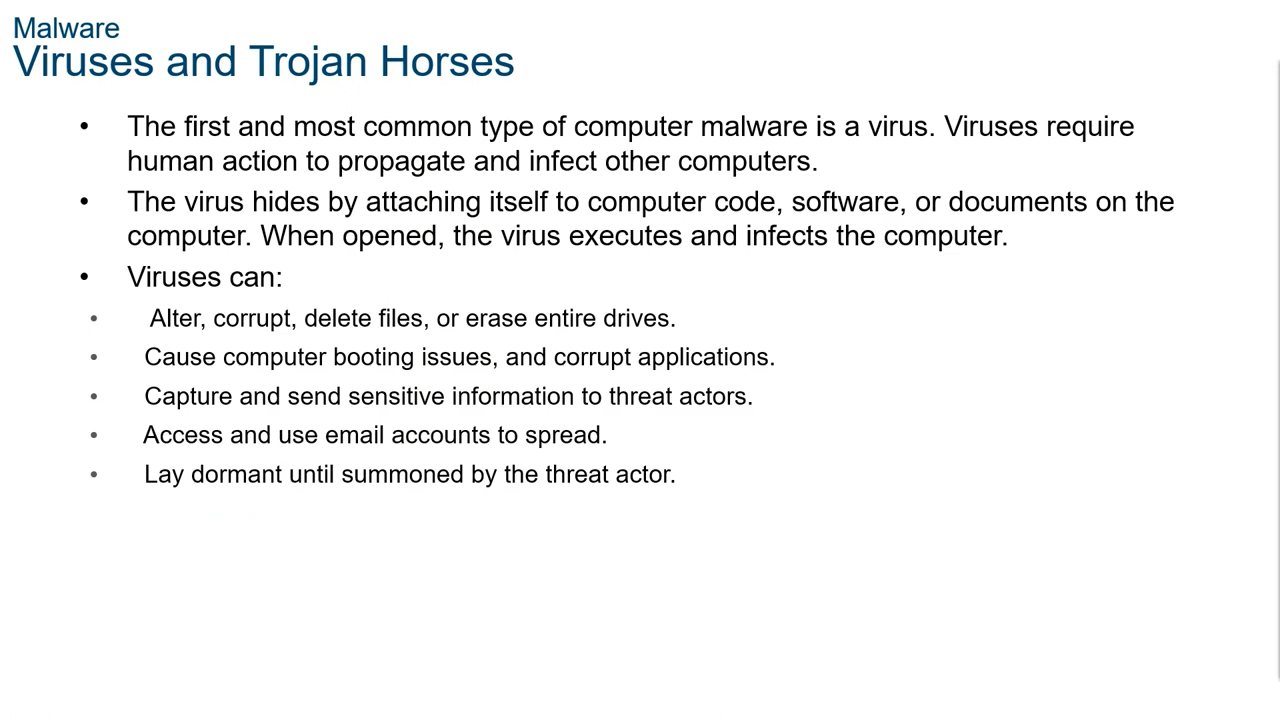 Malware
Viruses and Trojan Horses
• The first and most common type of computer malware is a virus. Viruses require
human action to propagate and infect other computers.
• The virus hides by attaching itself to computer code, software, or documents on the
computer. When opened, the virus executes and infects the computer.
• Viruses can:
• Alter, corrupt, delete files, or erase entire drives.
• Cause computer booting issues, and corrupt applications.
• Capture and send sensitive information to threat actors.
• Access and use email accounts to spread.
• Lay dormant until summoned by the threat actor.